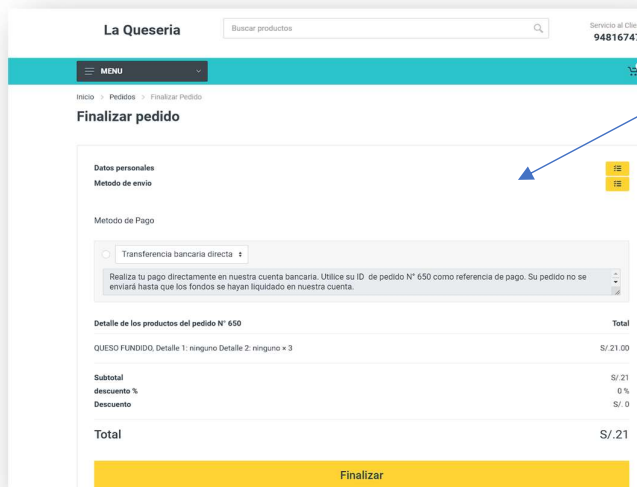 La Queseria
Buscar productos
Servicio al Clie
94816747
MENU
Inicio > Pedidos > Finalizar Pedido
Finalizar pedido
Datos personales
Metodo de envio
Metodo de Pago
Transferencia bancaria directa
Realiza tu pago directamente en nuestra cuenta bancaria. Utilice su ID de pedido N° 650 como referencia de pago. Su pedido no se
enviará hasta que los fondos se hayan liquidado en nuestra cuenta.
Detalle de los productos del pedido N° 650 Total
QUESO FUNDIDO, Detalle 1: ninguno Detalle 2: ninguno × 3 S/.21.00
Subtotal S/.21
descuento % 0 %
Descuento S/. 0
Total S/.21
Finalizar